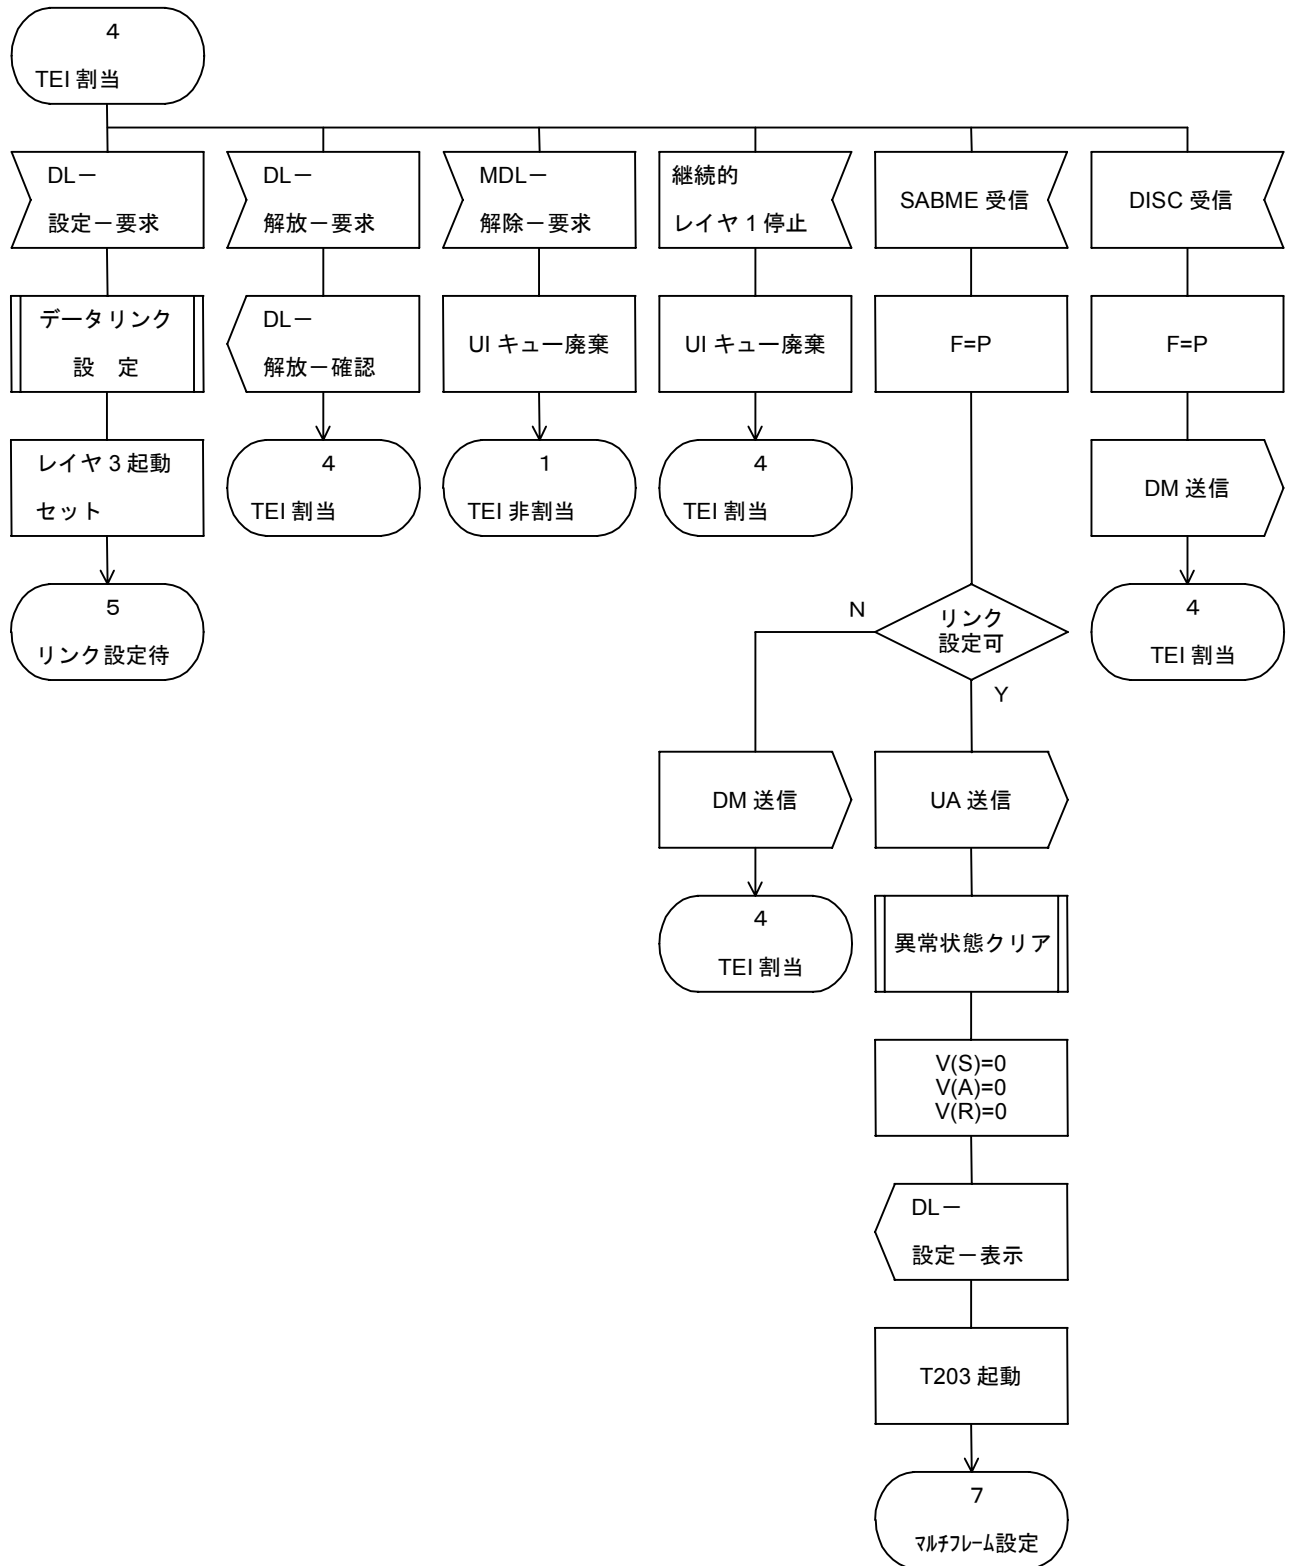 4
TEI 割当
DL－
設定－要求
DL－
解放－要求
MDL－
解除－要求
継続的
レイヤ 1 停止
SABME 受信
DISC 受信
データリンク
設　定
DL－
解放－確認
UI キュー廃棄
UI キュー廃棄
F=P
F=P
レイヤ 3 起動
セット
4
TEI 割当
1
TEI 非割当
4
TEI 割当
DM 送信
5
リンク設定待
N
リンク
設定可
Y
4
TEI 割当
DM 送信
UA 送信
4
TEI 割当
異常状態クリア
V(S)=0
V(A)=0
V(R)=0
DL－
設定－表示
T203 起動
7
ﾏﾙﾁﾌﾚｰﾑ設定